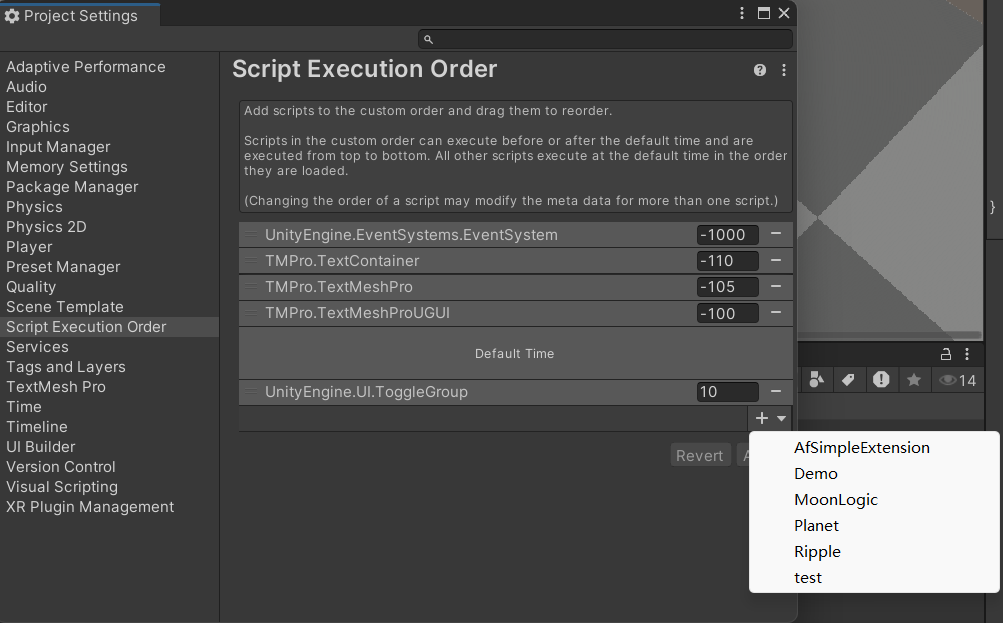 Project Settings
Adaptive Performance
Audio
Editor
Graphics
Input Manager
Memory Settings
Package Manager
Physics
Physics 2D
Player
Preset Manager
Quality
Scene Template
Script Execution Order
Services
Tags and Layers
TextMesh Pro
Time
Timeline
UI Builder
Version Control
Visual Scripting
XR Plugin Management
Script Execution Order
Add scripts to the custom order and drag them to reorder.
Scripts in the custom order can execute before or after the default time and are
executed from top to bottom. All other scripts execute at the default time in the order
they are loaded.
(Changing the order of a script may modify the meta data for more than one script.)
UnityEngine.EventSystems.EventSystem -1000
TMPro.TextContainer -110
TMPro.TextMeshPro -105
TMPro.TextMeshProUGUI -100
Default Time
UnityEngine.UI.ToggleGroup 10
Revert
AfSimpleExtension
Demo
MoonLogic
Planet
Ripple
test
}
14